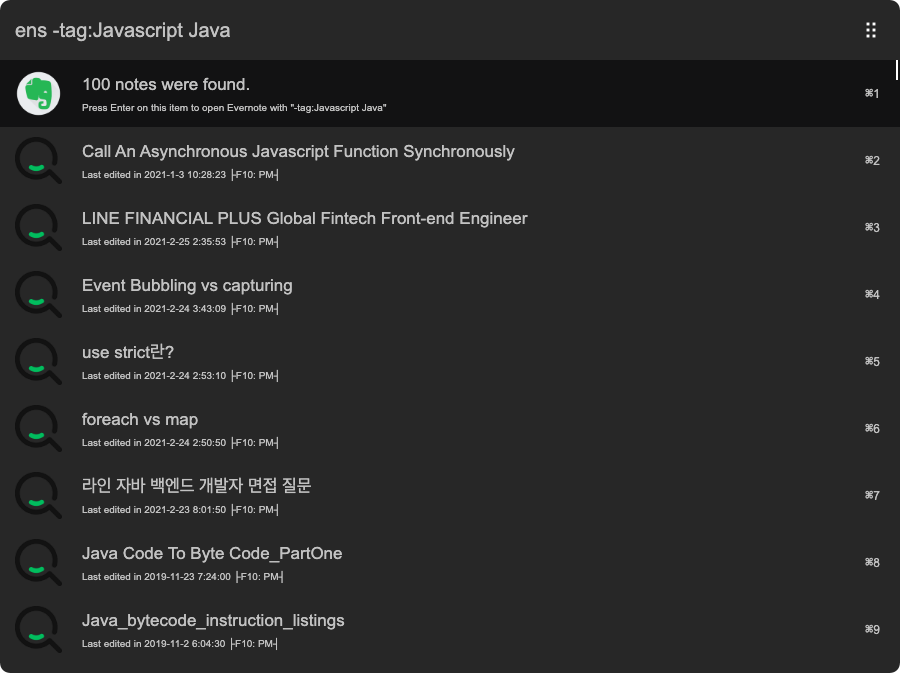 ens -tag:Javascript Java
100 notes were found.
Press Enter on this item to open Evernote with "-tag:Javascript Java"
⌘1
Call An Asynchronous Javascript Function Synchronously
Last edited in 2021-1-3 10:28:23 ├F10: PM┤
⌘2
LINE FINANCIAL PLUS Global Fintech Front-end Engineer
Last edited in 2021-2-25 2:35:53 ├F10: PM┤
⌘3
Event Bubbling vs capturing
Last edited in 2021-2-24 3:43:09 ├F10: PM┤
⌘4
use strict란?
Last edited in 2021-2-24 2:53:10 ├F10: PM┤
⌘5
foreach vs map
Last edited in 2021-2-24 2:50:50 ├F10: PM┤
⌘6
라인 자바 백엔드 개발자 면접 질문
Last edited in 2021-2-23 8:01:50 ├F10: PM┤
⌘7
Java Code To Byte Code_PartOne
Last edited in 2019-11-23 7:24:00 ├F10: PM┤
⌘8
Java_bytecode_instruction_listings
Last edited in 2019-11-2 6:04:30 ├F10: PM┤
⌘9